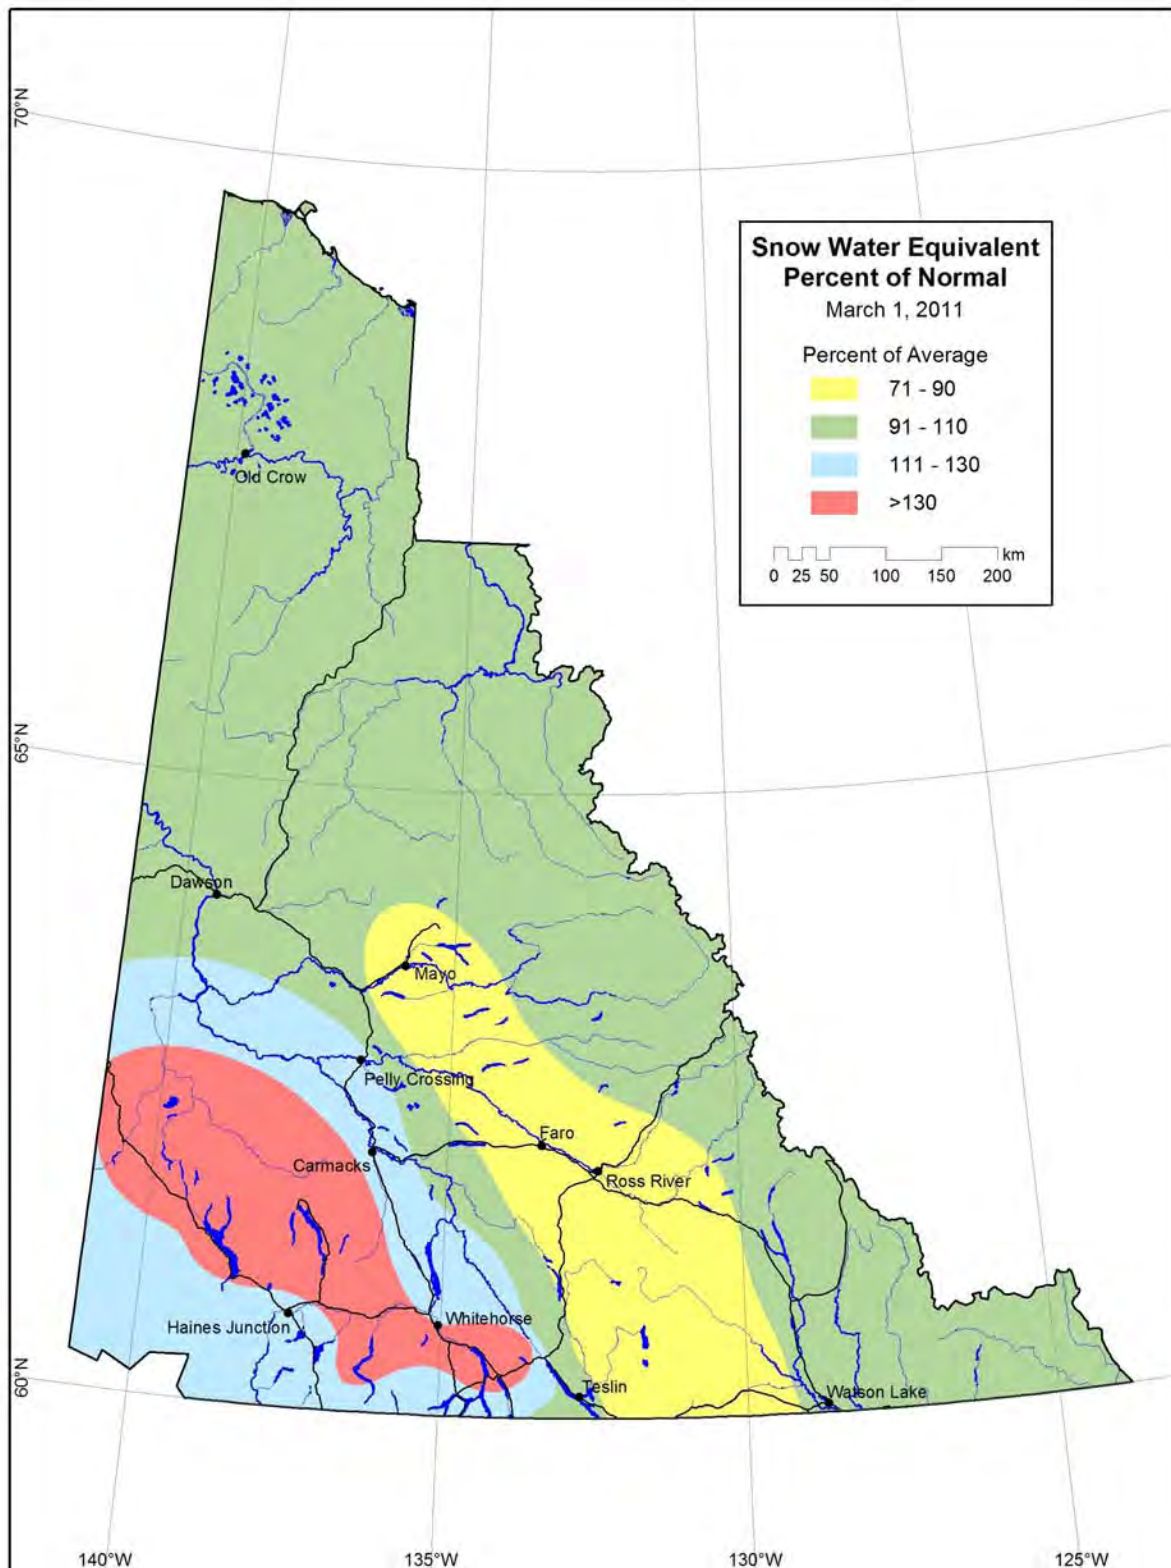 70°N
Snow Water Equivalent
Percent of Normal
March 1, 2011
Percent of Average
71 - 90
91 - 110
111 - 130
>130
km
0 25 50 100 150 200
Old Crow
65°N
Dawson
Mayo
Pelly Crossing
Faro
Carmacks
Ross River
Whitehorse
Haines Junction
60°N
Teslin
Watson Lake
140°W 135°W 130°W 125°W